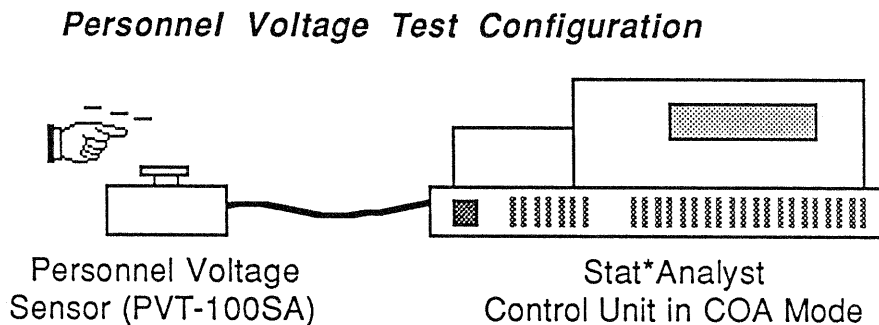 Personnel Voltage Test Configuration
Personnel Voltage
Sensor (PVT-100SA)
Stat*Analyst
Control Unit in COA Mode